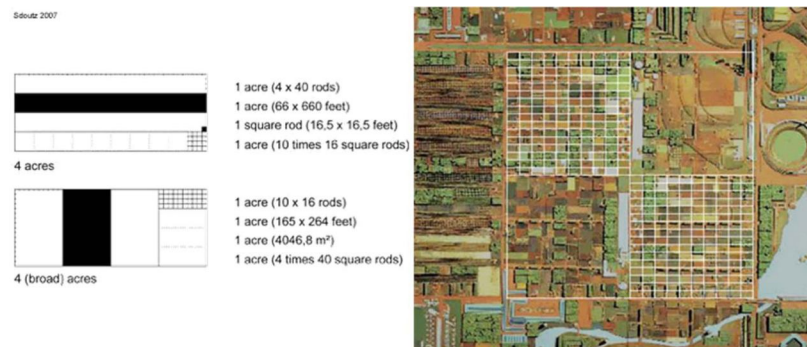 Sdoutz 2007
1 acre (4 x 40 rods)
1 acre (66 x 660 feet)
1 square rod (16,5 x 16,5 feet)
1 acre (10 times 16 square rods)
4 acres
1 acre (10 x 16 rods)
1 acre (165 x 264 feet)
1 acre (4046,8 m²)
1 acre (4 times 40 square rods)
4 (broad) acres